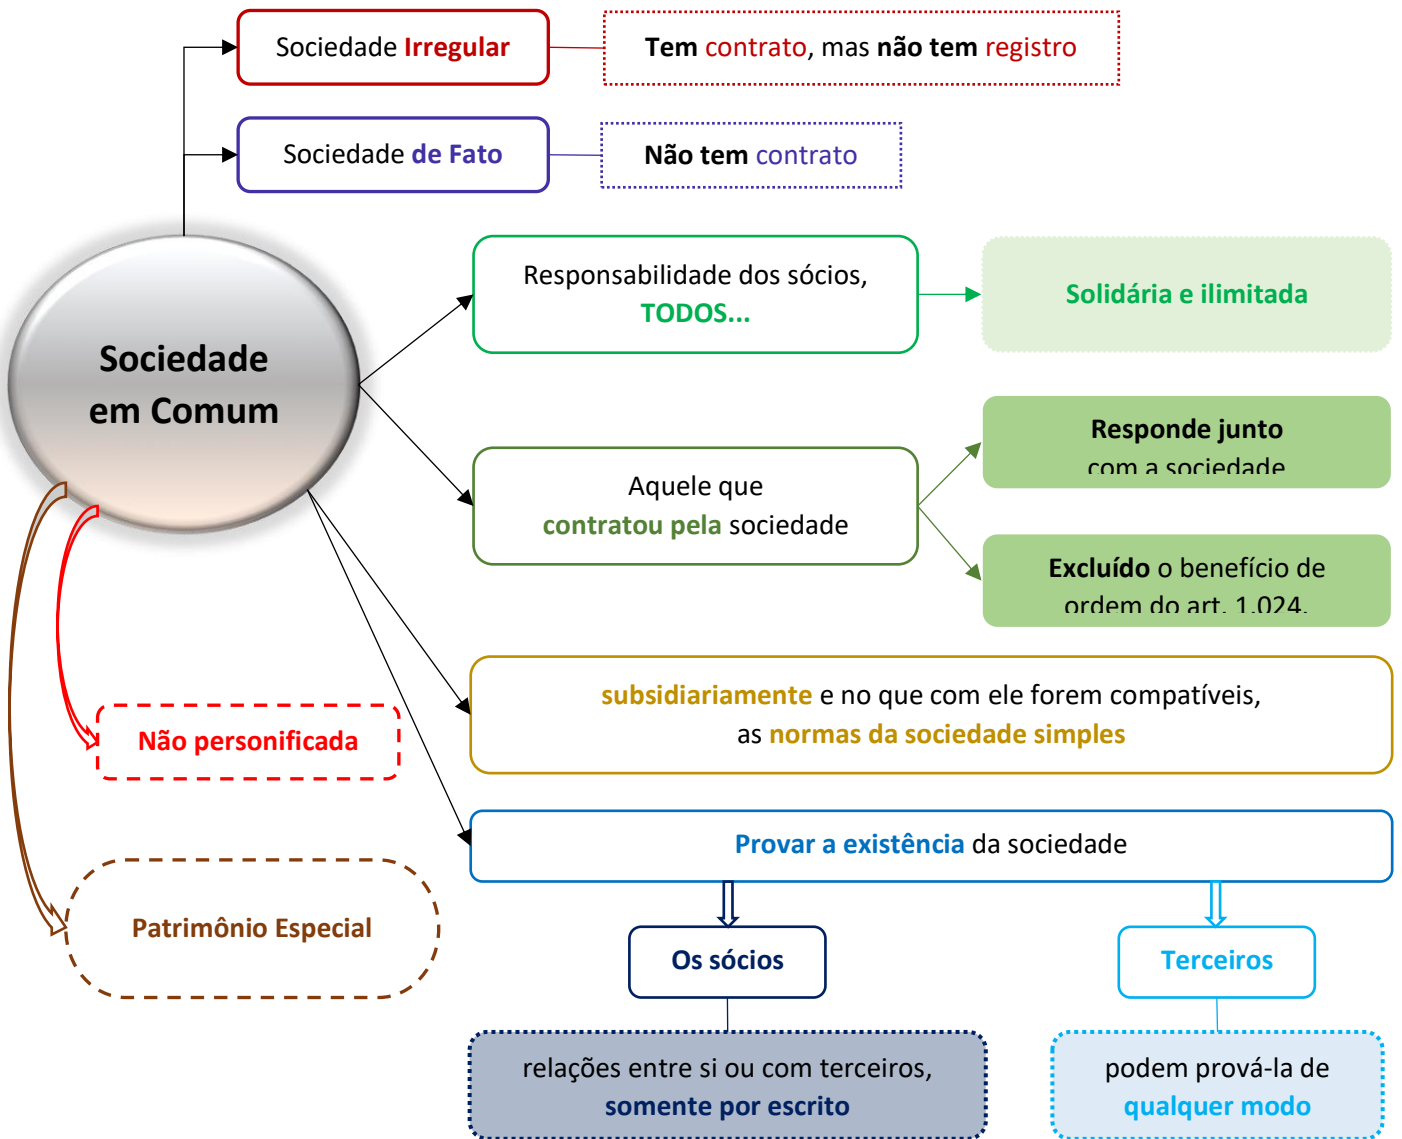 Sociedade Irregular
Tem contrato, mas não tem registro
Sociedade de Fato
Não tem contrato
Sociedade
em Comum
Responsabilidade dos sócios,
TODOS...
Solidária e ilimitada
Aquele que
contratou pela sociedade
Responde junto
com a sociedade
Excluído o benefício de
ordem do art. 1.024.
subsidiariamente e no que com ele forem compatíveis,
as normas da sociedade simples
Não personificada
Provar a existência da sociedade
Patrimônio Especial
Os sócios
Terceiros
relações entre si ou com terceiros,
somente por escrito
podem prová-la de
qualquer modo